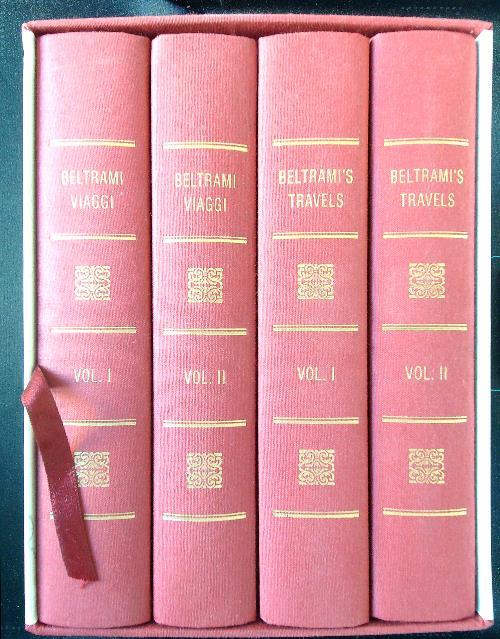 BELTRAMI
VIAGGI
VOL. I
BELTRAMI
VIAGGI
VOL. II
BELTRAMI'S
TRAVELS
VOL. I
BELTRAMI'S
TRAVELS
VOL. II